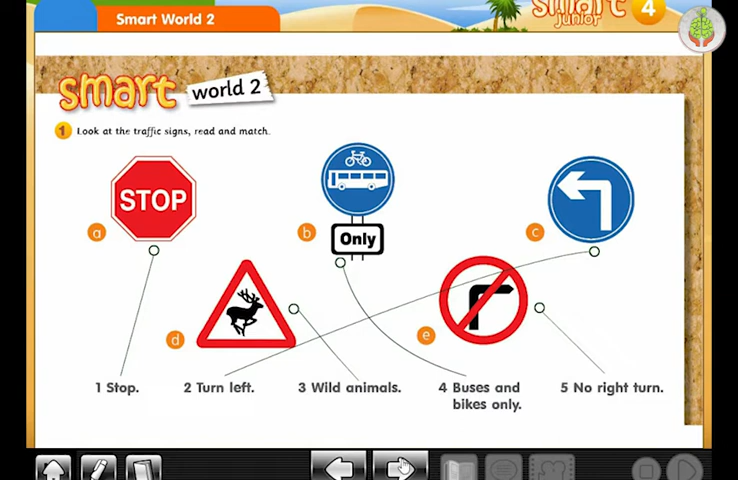 Smart World 2
smart
junior
4
smart
world 2
1 Look at the traffic signs, read and match.
STOP
a
b
Only
c
d
e
1 Stop.
2 Turn left.
3 Wild animals.
4 Buses and
bikes only.
5 No right turn.